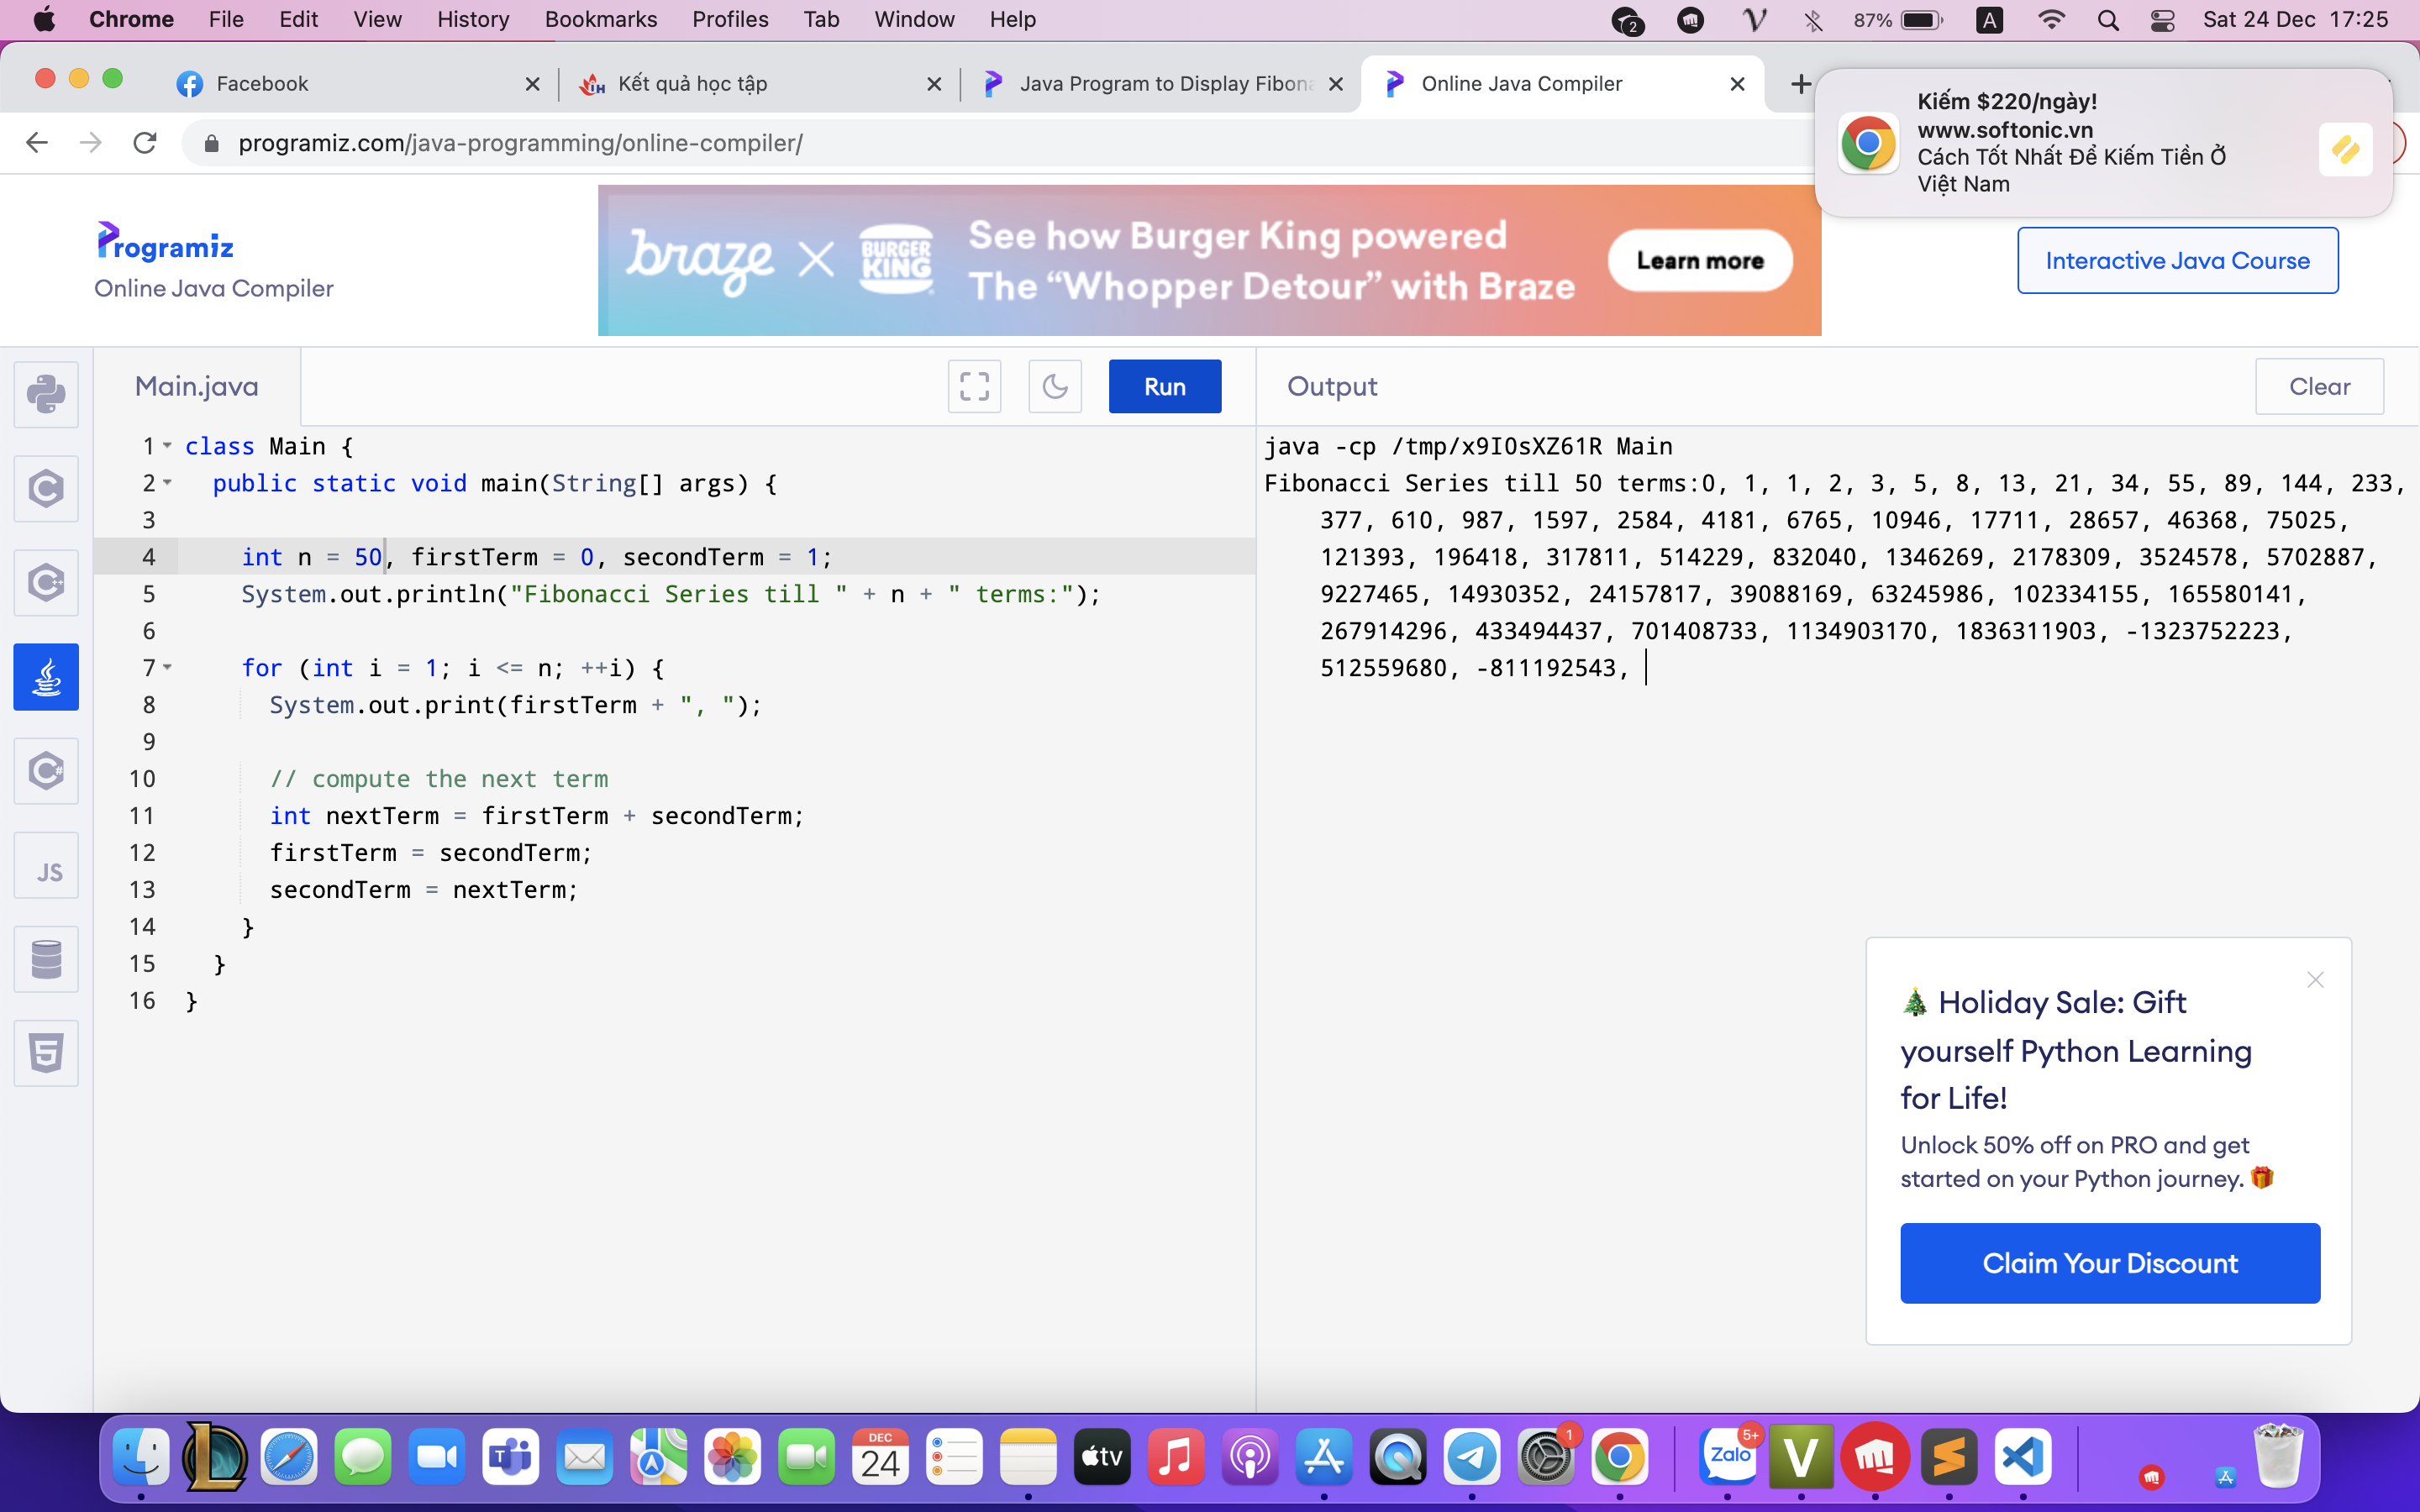 Chrome File Edit View History Bookmarks Profiles Tab Window Help
2 V 87% A Sat 24 Dec 17:25
Facebook
Kết quả học tập
Java Program to Display Fibona
Online Java Compiler
programiz.com/java-programming/online-compiler/
Kiếm $220/ngày!
www.softonic.vn
Cách Tốt Nhất Để Kiếm Tiền Ở
Việt Nam
Programiz
Online Java Compiler
braze × BURGER KING
See how Burger King powered
The “Whopper Detour” with Braze
Learn more
Interactive Java Course
Main.java
Run
Output
Clear
1 class Main {
2 public static void main(String[] args) {
3
4 int n = 50, firstTerm = 0, secondTerm = 1;
5 System.out.println("Fibonacci Series till " + n + " terms:");
6
7 for (int i = 1; i <= n; ++i) {
8 System.out.print(firstTerm + ", ");
9
10 // compute the next term
11 int nextTerm = firstTerm + secondTerm;
12 firstTerm = secondTerm;
13 secondTerm = nextTerm;
14 }
15 }
16 }
java -cp /tmp/x9I0sXZ61R Main
Fibonacci Series till 50 terms:0, 1, 1, 2, 3, 5, 8, 13, 21, 34, 55, 89, 144, 233,
377, 610, 987, 1597, 2584, 4181, 6765, 10946, 17711, 28657, 46368, 75025,
121393, 196418, 317811, 514229, 832040, 1346269, 2178309, 3524578, 5702887,
9227465, 14930352, 24157817, 39088169, 63245986, 102334155, 165580141,
267914296, 433494437, 701408733, 1134903170, 1836311903, -1323752223,
512559680, -811192543,
C
C++
C#
JS
5
🎄 Holiday Sale: Gift
yourself Python Learning
for Life!
Unlock 50% off on PRO and get
started on your Python journey. 🎁
Claim Your Discount
L
T
DEC
24
tv
1
Zalo
5+
V